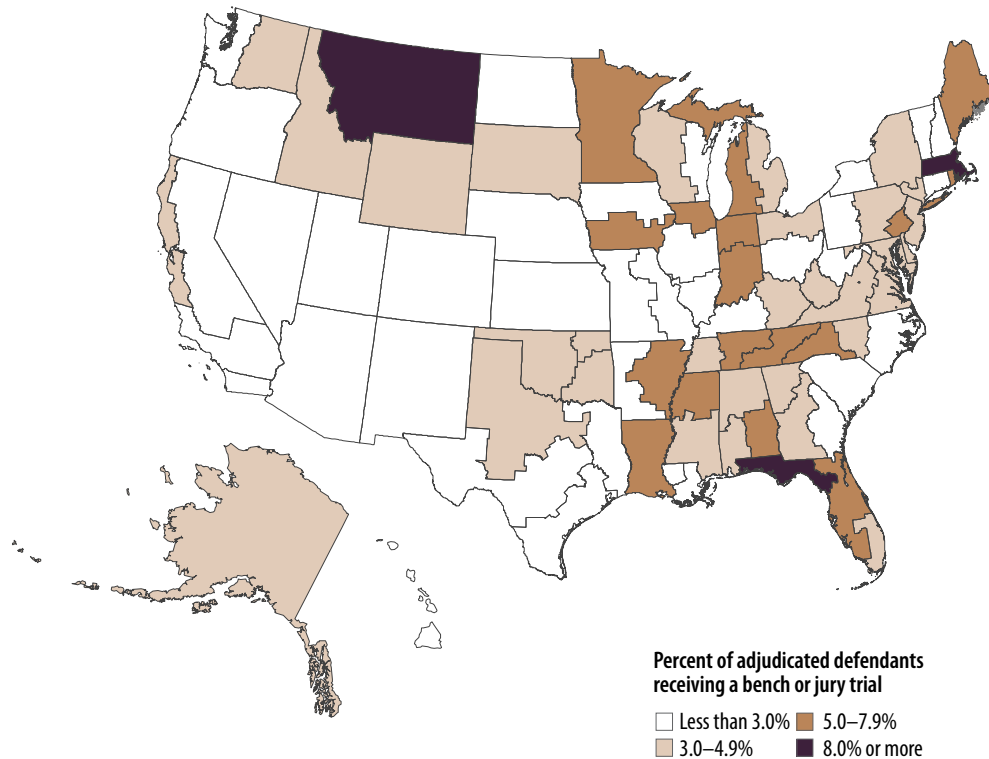 Percent of adjudicated defendants
receiving a bench or jury trial
Less than 3.0% 5.0–7.9%
3.0–4.9% 8.0% or more